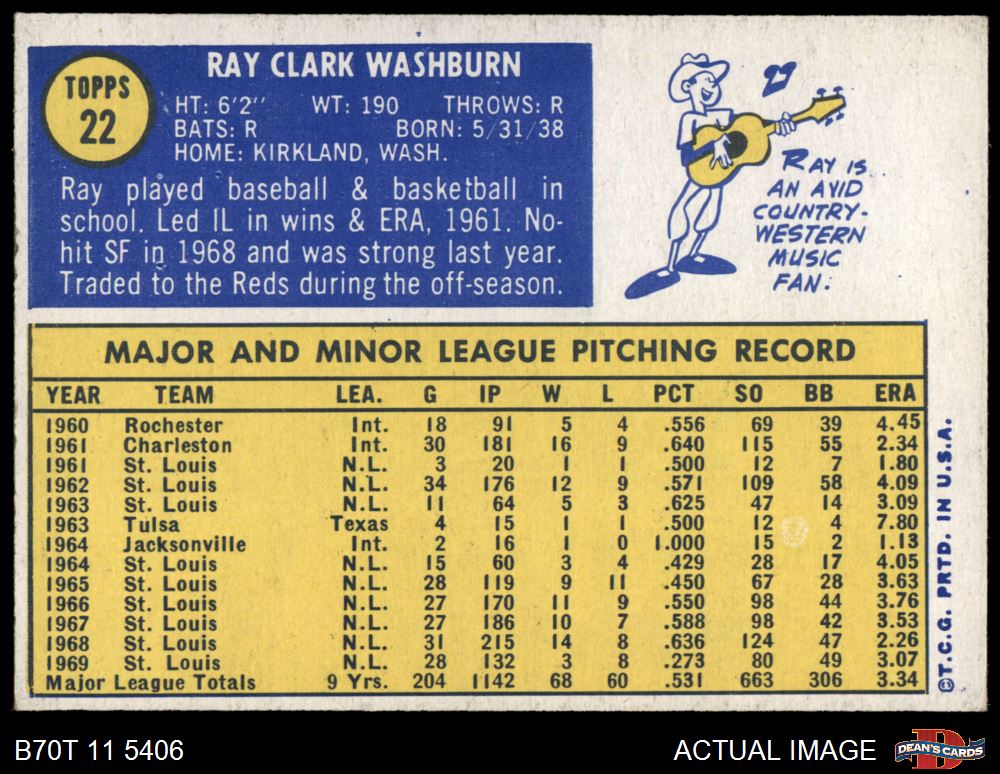 TOPPS
22
RAY CLARK WASHBURN
HT: 6'2" WT: 190 THROWS: R
BATS: R BORN: 5/31/38
HOME: KIRKLAND, WASH.
Ray played baseball & basketball in
school. Led IL in wins & ERA, 1961. No-
hit SF in 1968 and was strong last year.
Traded to the Reds during the off-season.
RAY IS
AN AVID
COUNTRY-
WESTERN
MUSIC
FAN.
MAJOR AND MINOR LEAGUE PITCHING RECORD
YEAR TEAM LEA. G IP W L PCT SO BB ERA
1960 Rochester Int. 18 91 5 4 .556 69 39 4.45
1961 Charleston Int. 30 181 16 9 .640 115 55 2.34
1961 St. Louis N.L. 3 20 1 1 .500 12 7 1.80
1962 St. Louis N.L. 34 176 12 9 .571 109 58 4.09
1963 St. Louis N.L. 11 64 5 3 .625 47 14 3.09
1963 Tulsa Texas 4 15 1 1 .500 12 4 7.80
1964 Jacksonville Int. 2 16 1 0 1.000 15 2 1.13
1964 St. Louis N.L. 15 60 3 4 .429 28 17 4.05
1965 St. Louis N.L. 28 119 9 11 .450 67 28 3.63
1966 St. Louis N.L. 27 170 11 9 .550 98 44 3.76
1967 St. Louis N.L. 27 186 10 7 .588 98 42 3.53
1968 St. Louis N.L. 31 215 14 8 .636 124 47 2.26
1969 St. Louis N.L. 28 132 3 8 .273 80 49 3.07
Major League Totals 9 Yrs. 204 1142 68 60 .531 663 306 3.34
©T.C.G. PRTD. IN U.S.A.
B70T 11 5406
ACTUAL IMAGE
DEAN'S CARDS